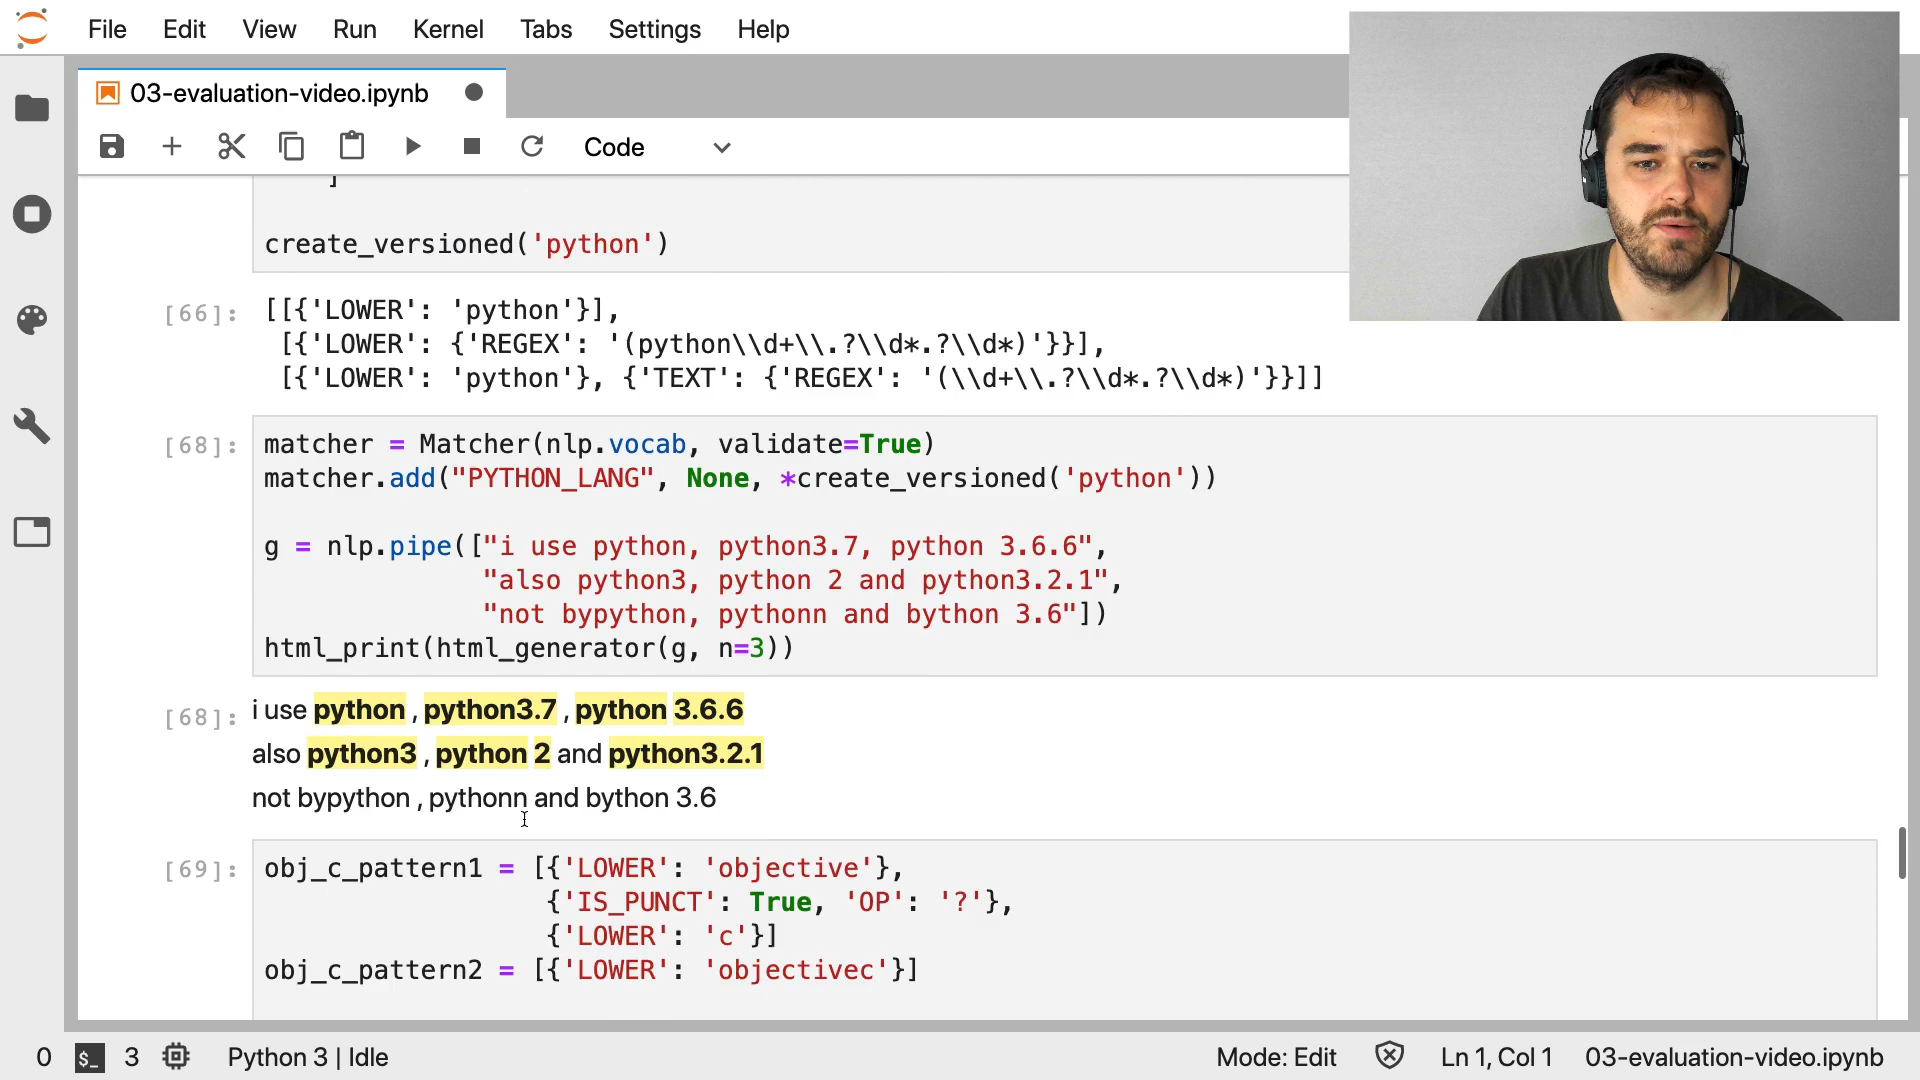 File Edit View Run Kernel Tabs Settings Help
03-evaluation-video.ipynb
Code
]
create_versioned('python')
[66]: [[{'LOWER': 'python'}],
[{'LOWER': {'REGEX': '(python\\d+\\.?\\d*.?\\d*)'}}],
[{'LOWER': 'python'}, {'TEXT': {'REGEX': '(\\d+\\.?\\d*.?\\d*)'}}]]
[68]: matcher = Matcher(nlp.vocab, validate=True)
matcher.add("PYTHON_LANG", None, *create_versioned('python'))
g = nlp.pipe(["i use python, python3.7, python 3.6.6",
"also python3, python 2 and python3.2.1",
"not bypython, pythonn and bython 3.6"])
html_print(html_generator(g, n=3))
[68]: i use python , python3.7 , python 3.6.6
also python3 , python 2 and python3.2.1
not bypython , pythonn and bython 3.6
[69]: obj_c_pattern1 = [{'LOWER': 'objective'},
{'IS_PUNCT': True, 'OP': '?'},
{'LOWER': 'c'}]
obj_c_pattern2 = [{'LOWER': 'objectivec'}]
0 $_ 3 Python 3 | Idle Mode: Edit Ln 1, Col 1 03-evaluation-video.ipynb